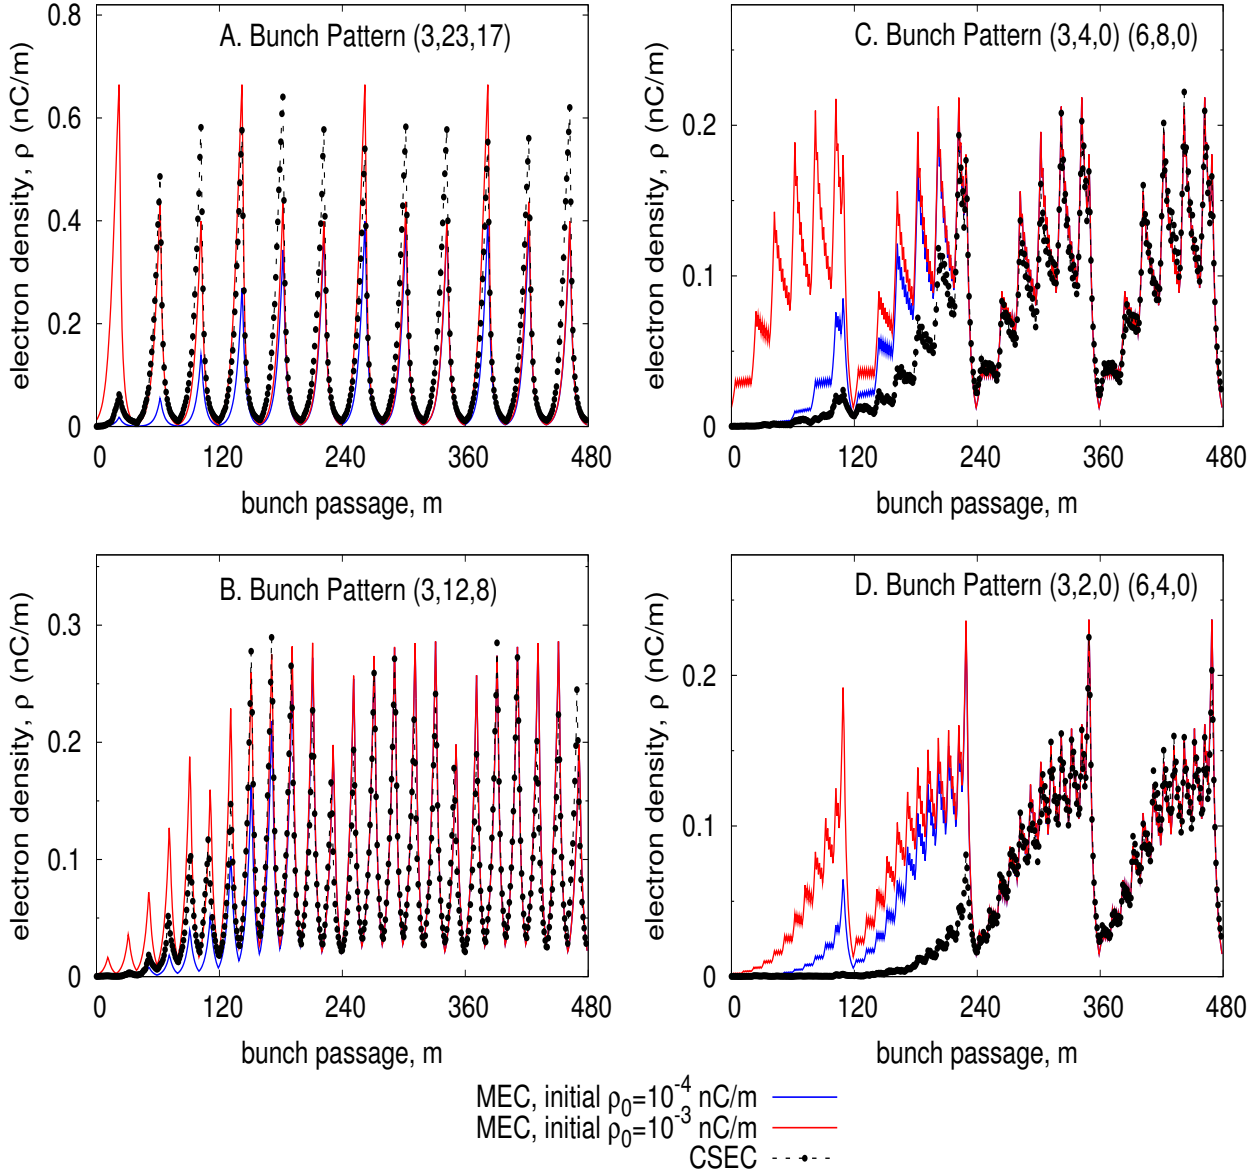 A. Bunch Pattern (3,23,17)
electron density, ρ (nC/m)
0.8
0.6
0.4
0.2
0
0 120 240 360 480
bunch passage, m
C. Bunch Pattern (3,4,0) (6,8,0)
electron density, ρ (nC/m)
0.2
0.1
0
0 120 240 360 480
bunch passage, m
B. Bunch Pattern (3,12,8)
electron density, ρ (nC/m)
0.3
0.2
0.1
0
0 120 240 360 480
bunch passage, m
D. Bunch Pattern (3,2,0) (6,4,0)
electron density, ρ (nC/m)
0.2
0.1
0
0 120 240 360 480
bunch passage, m
MEC, initial ρ₀=10⁻⁴ nC/m
MEC, initial ρ₀=10⁻³ nC/m
CSEC